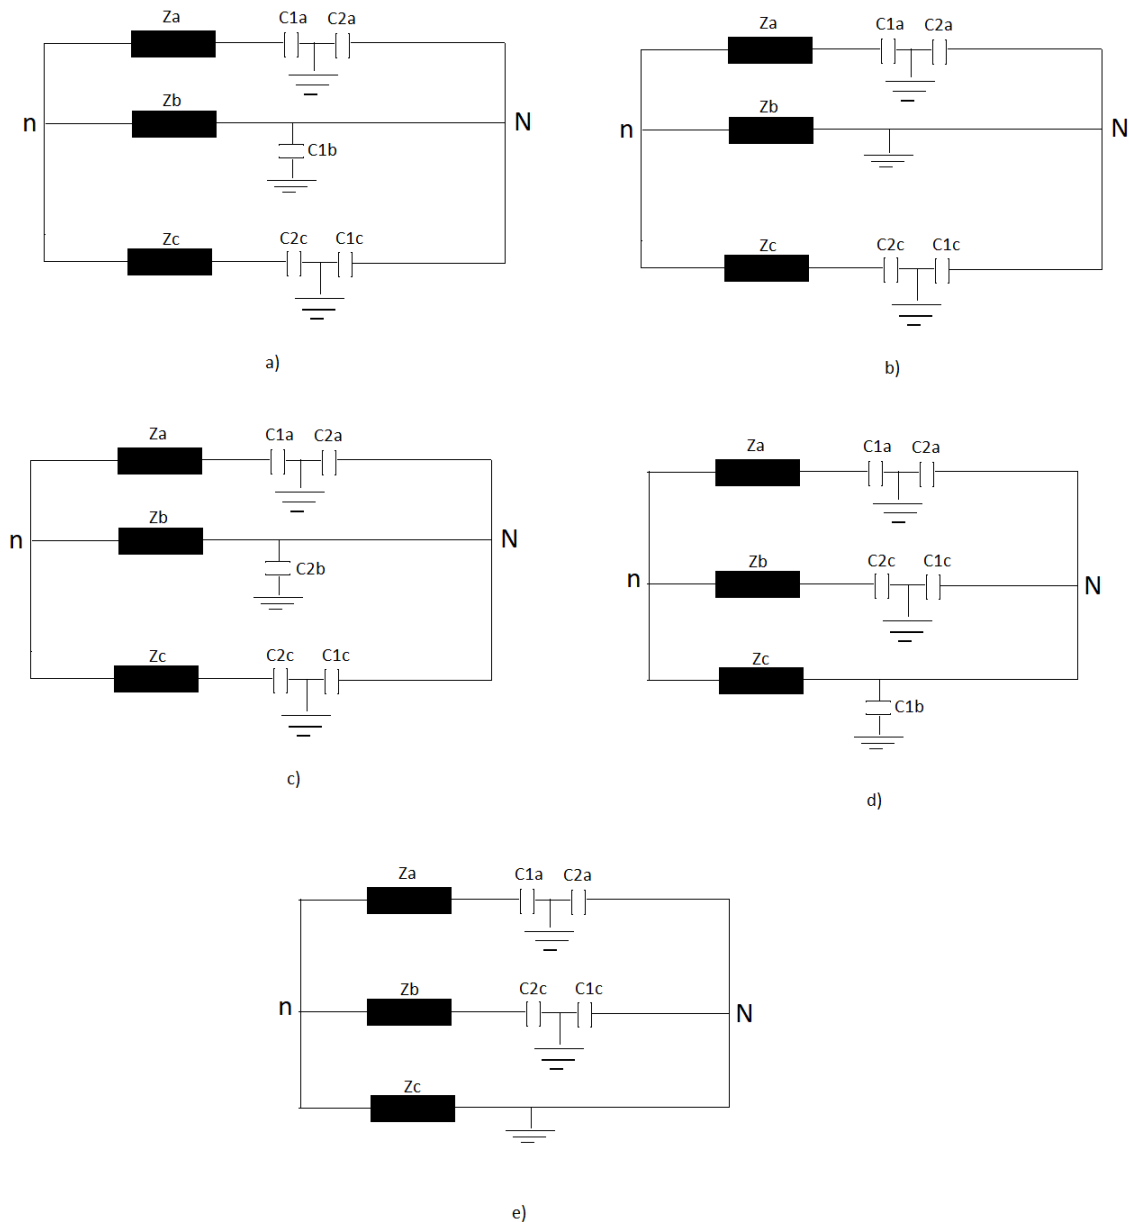 Za C1a C2a
Zb
n N
C1b
Zc C2c C1c
a)
Za C1a C2a
Zb
n N
Zc C2c C1c
b)
Za C1a C2a
Zb
n N
C2b
Zc C2c C1c
c)
Za C1a C2a
Zb C2c C1c
n N
Zc
C1b
d)
Za C1a C2a
Zb C2c C1c
n N
Zc
e)